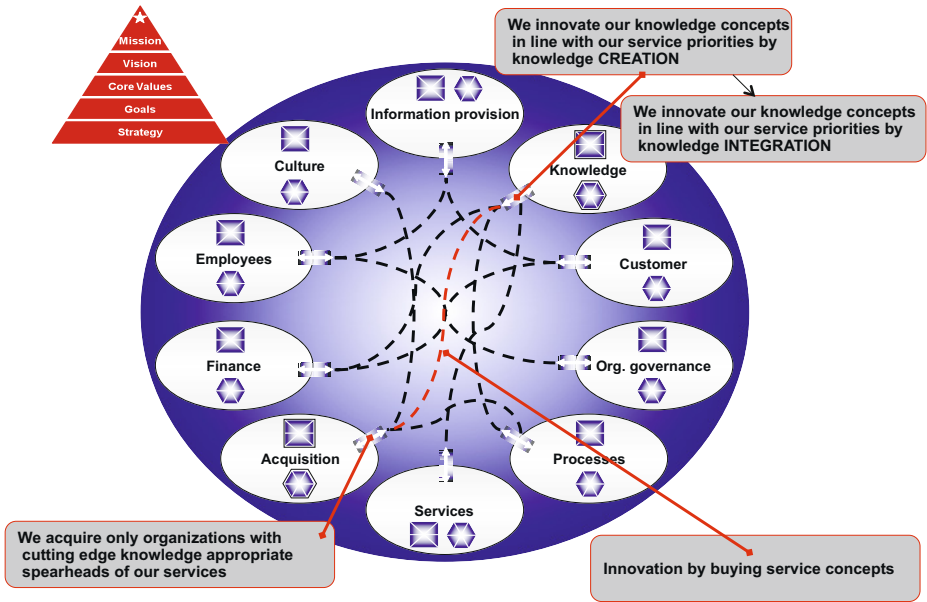 Mission
Vision
Core Values
Goals
Strategy
We innovate our knowledge concepts
in line with our service priorities by
knowledge CREATION
We innovate our knowledge concepts
in line with our service priorities by
knowledge INTEGRATION
Information provision
Culture
Knowledge
Employees
Customer
Finance
Org. governance
Acquisition
Processes
Services
We acquire only organizations with
cutting edge knowledge appropriate
spearheads of our services
Innovation by buying service concepts